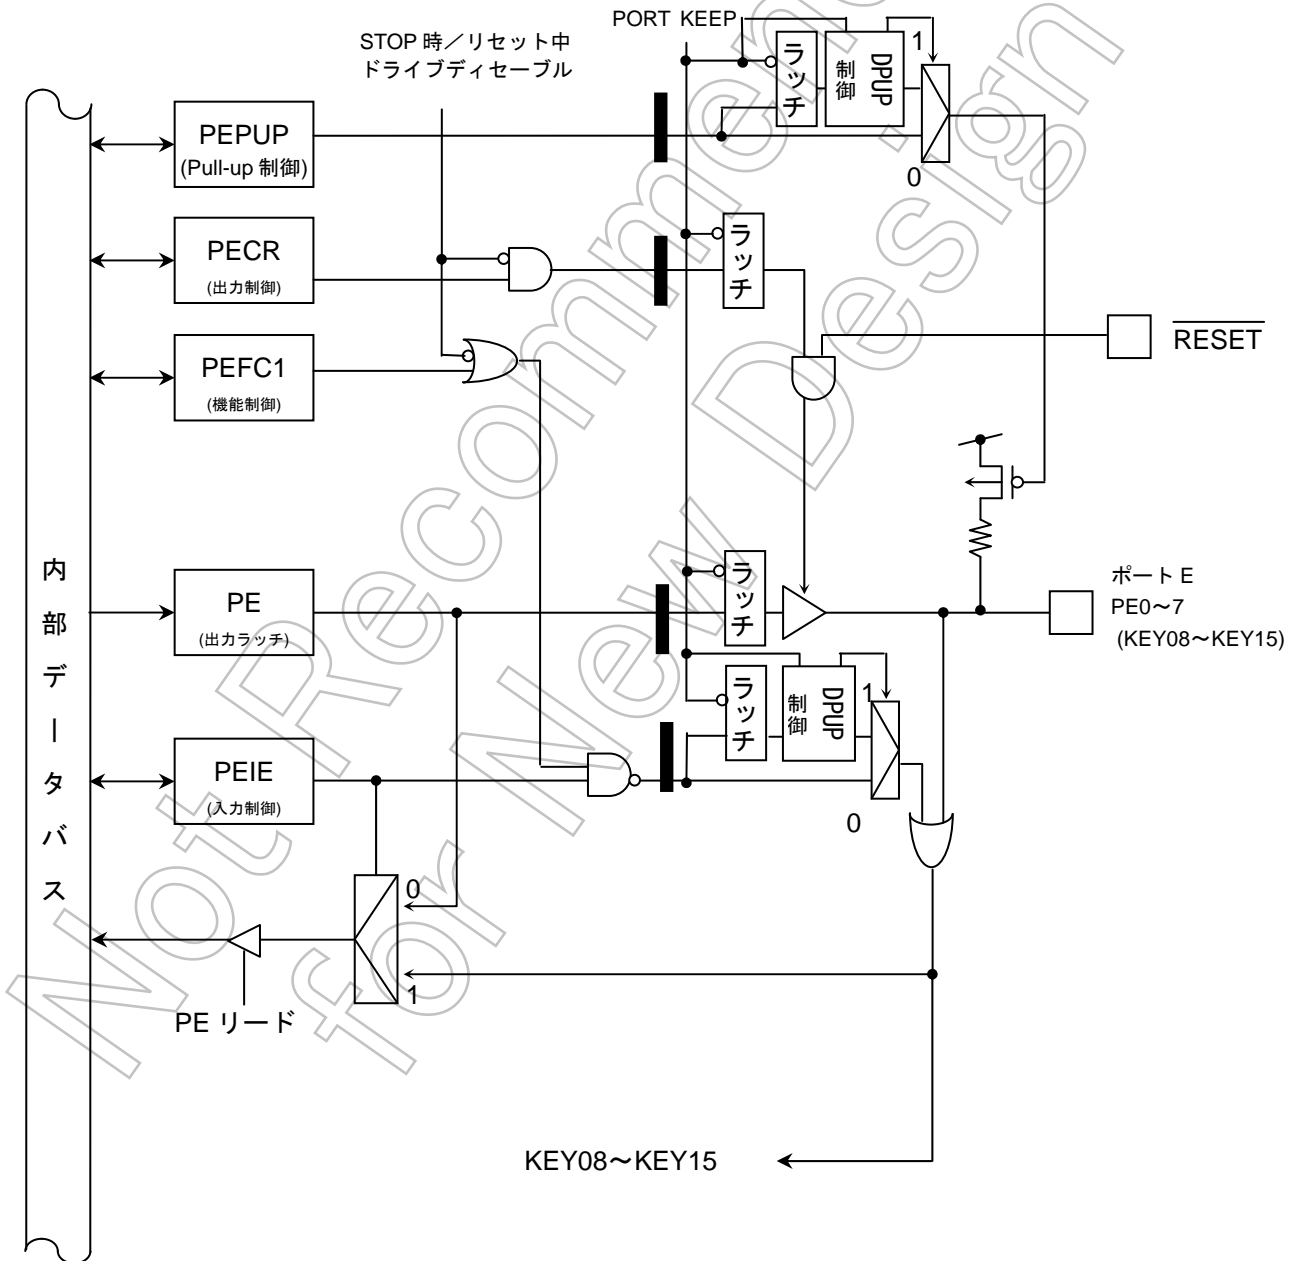 PORT KEEP
STOP 時／リセット中
ドライブディセーブル
ラッチ
制御
DPUP
1
0
PEPUP
(Pull-up 制御)
PECR
(出力制御)
ラッチ
RESET
PEFC1
(機能制御)
内部データバス
PE
(出力ラッチ)
ラッチ
ポート E
PE0～7
(KEY08～KEY15)
ラッチ
制御
DPUP
1
0
PEIE
(入力制御)
0
1
PE リード
KEY08～KEY15
Not Recommended
for New Design